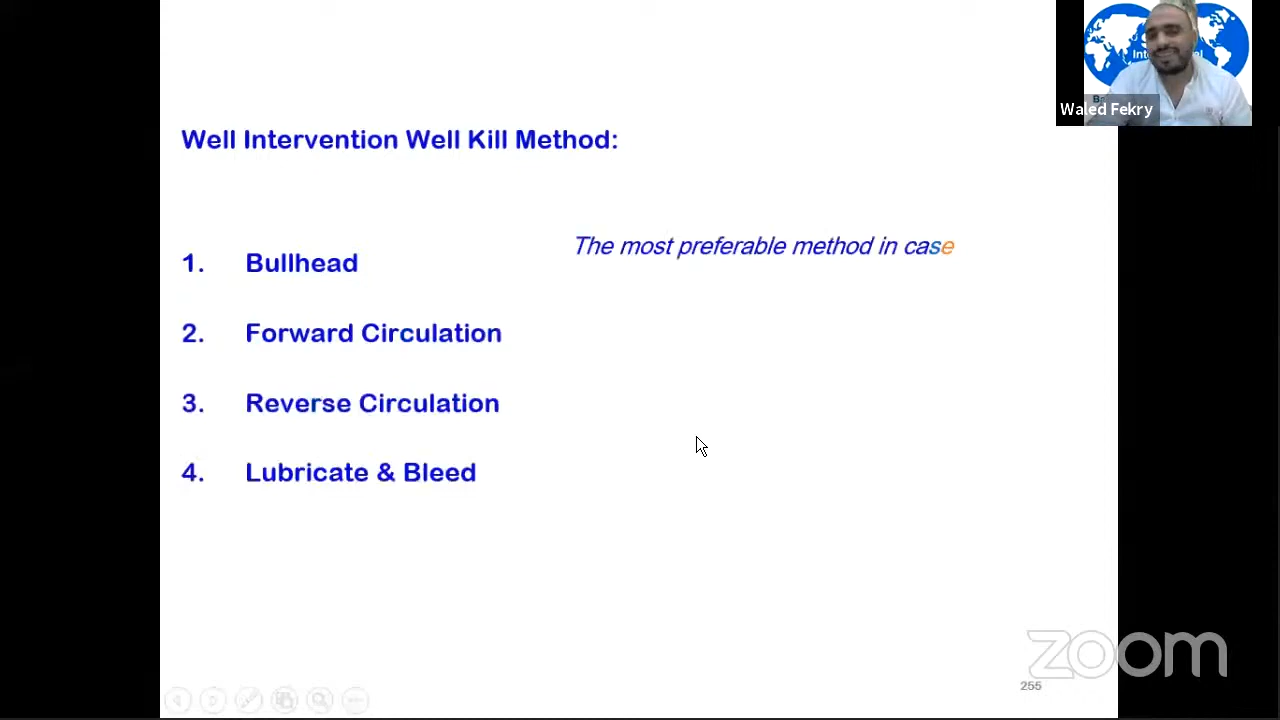 Waled Fekry
Well Intervention Well Kill Method:
The most preferable method in case
1. Bullhead
2. Forward Circulation
3. Reverse Circulation
4. Lubricate & Bleed
zoom
255